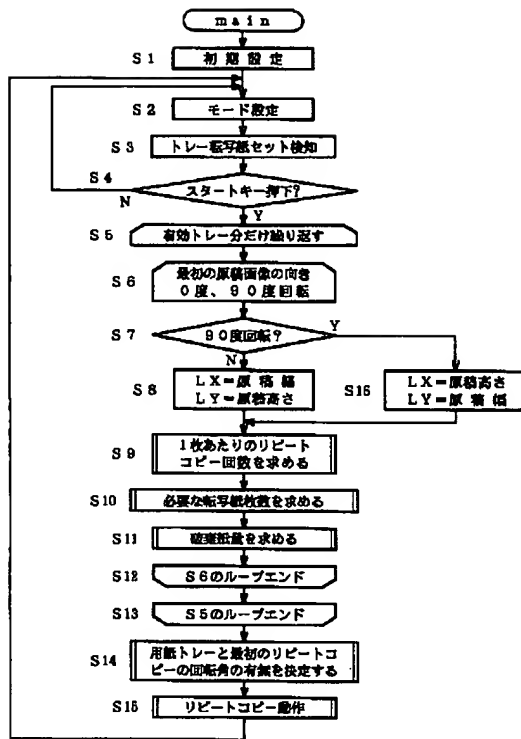 main
S1 初期設定
S2 モード設定
S3 トレー転写紙セット検知
S4 スタートキー押下?
N
Y
S5 有効トレー分だけ繰り返す
S6 最初の原稿画像の向き
0度、90度回転
S7 90度回転?
Y
N
S8 LX=原稿幅
LY=原稿高さ
S16 LX=原稿高さ
LY=原稿幅
S9 1枚あたりのリピート
コピー回数を求める
S10 必要な転写紙枚数を求める
S11 破棄紙量を求める
S12 S6のループエンド
S13 S5のループエンド
S14 用紙トレーと最初のリピートコ
ピーの回転角の有無を決定する
S15 リピートコピー動作